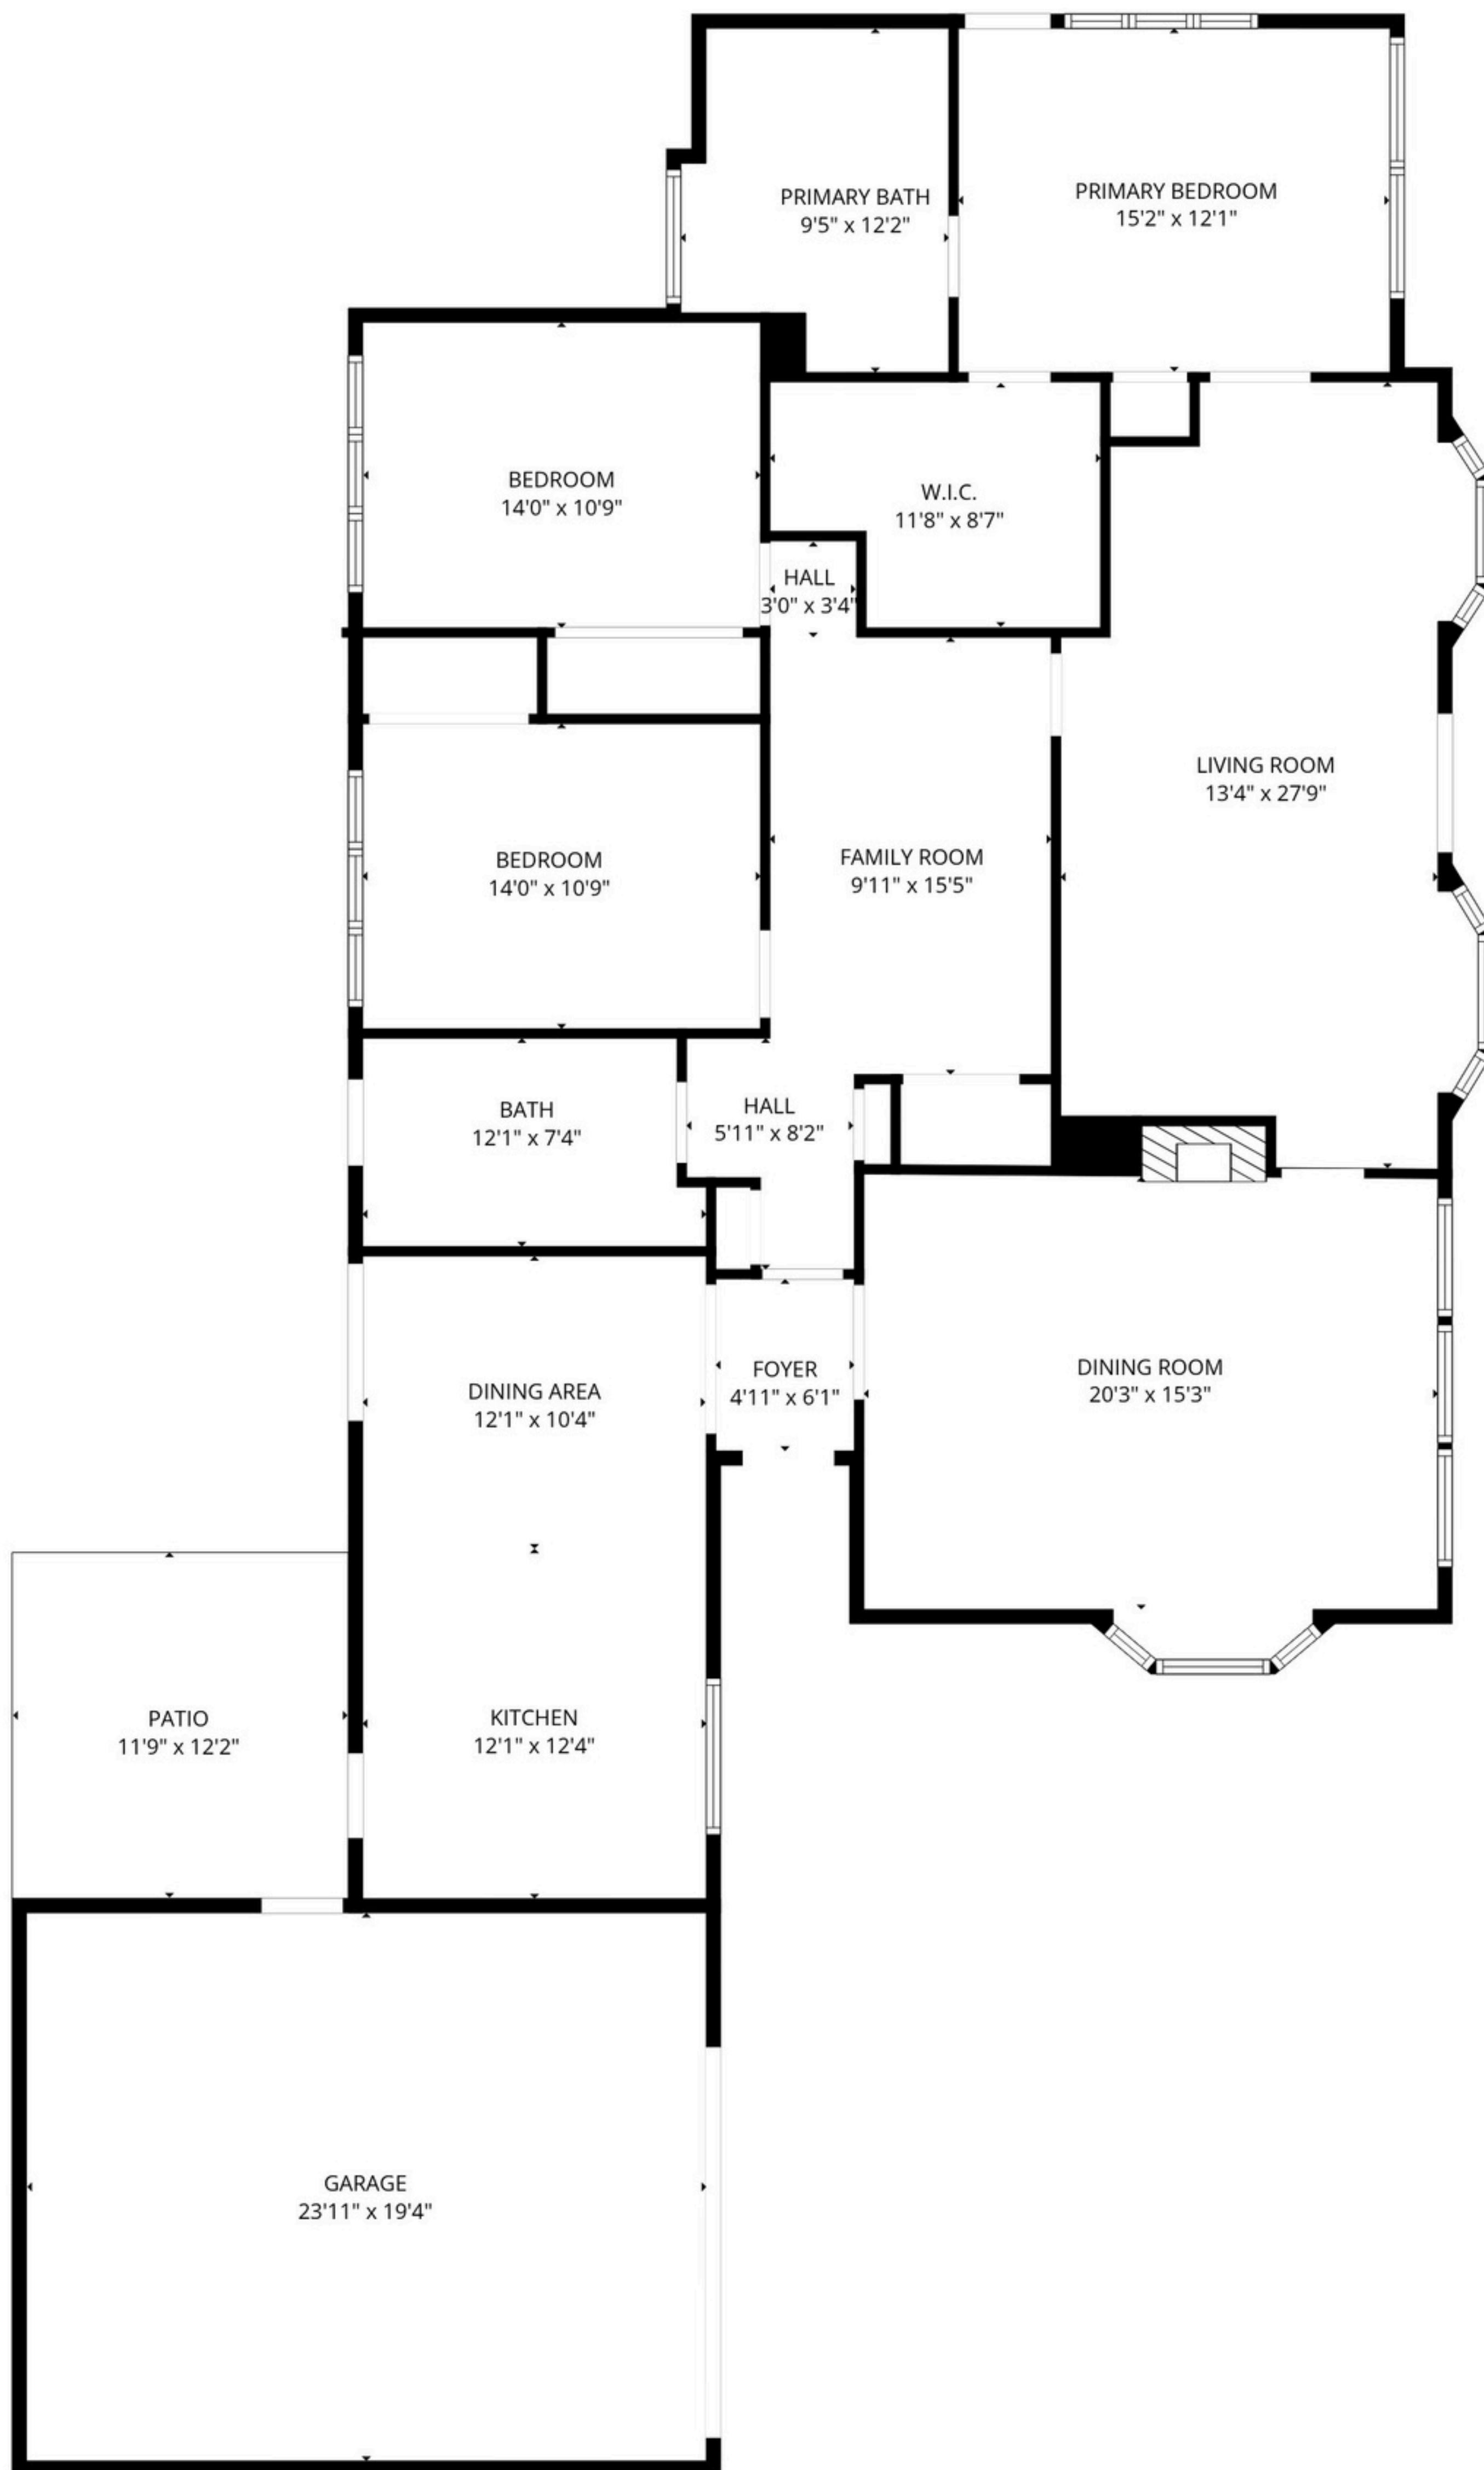 PRIMARY BATH
9'5" x 12'2"
PRIMARY BEDROOM
15'2" x 12'1"
BEDROOM
14'0" x 10'9"
W.I.C.
11'8" x 8'7"
HALL
3'0" x 3'4"
LIVING ROOM
13'4" x 27'9"
BEDROOM
14'0" x 10'9"
FAMILY ROOM
9'11" x 15'5"
BATH
12'1" x 7'4"
HALL
5'11" x 8'2"
DINING AREA
12'1" x 10'4"
FOYER
4'11" x 6'1"
DINING ROOM
20'3" x 15'3"
PATIO
11'9" x 12'2"
KITCHEN
12'1" x 12'4"
GARAGE
23'11" x 19'4"